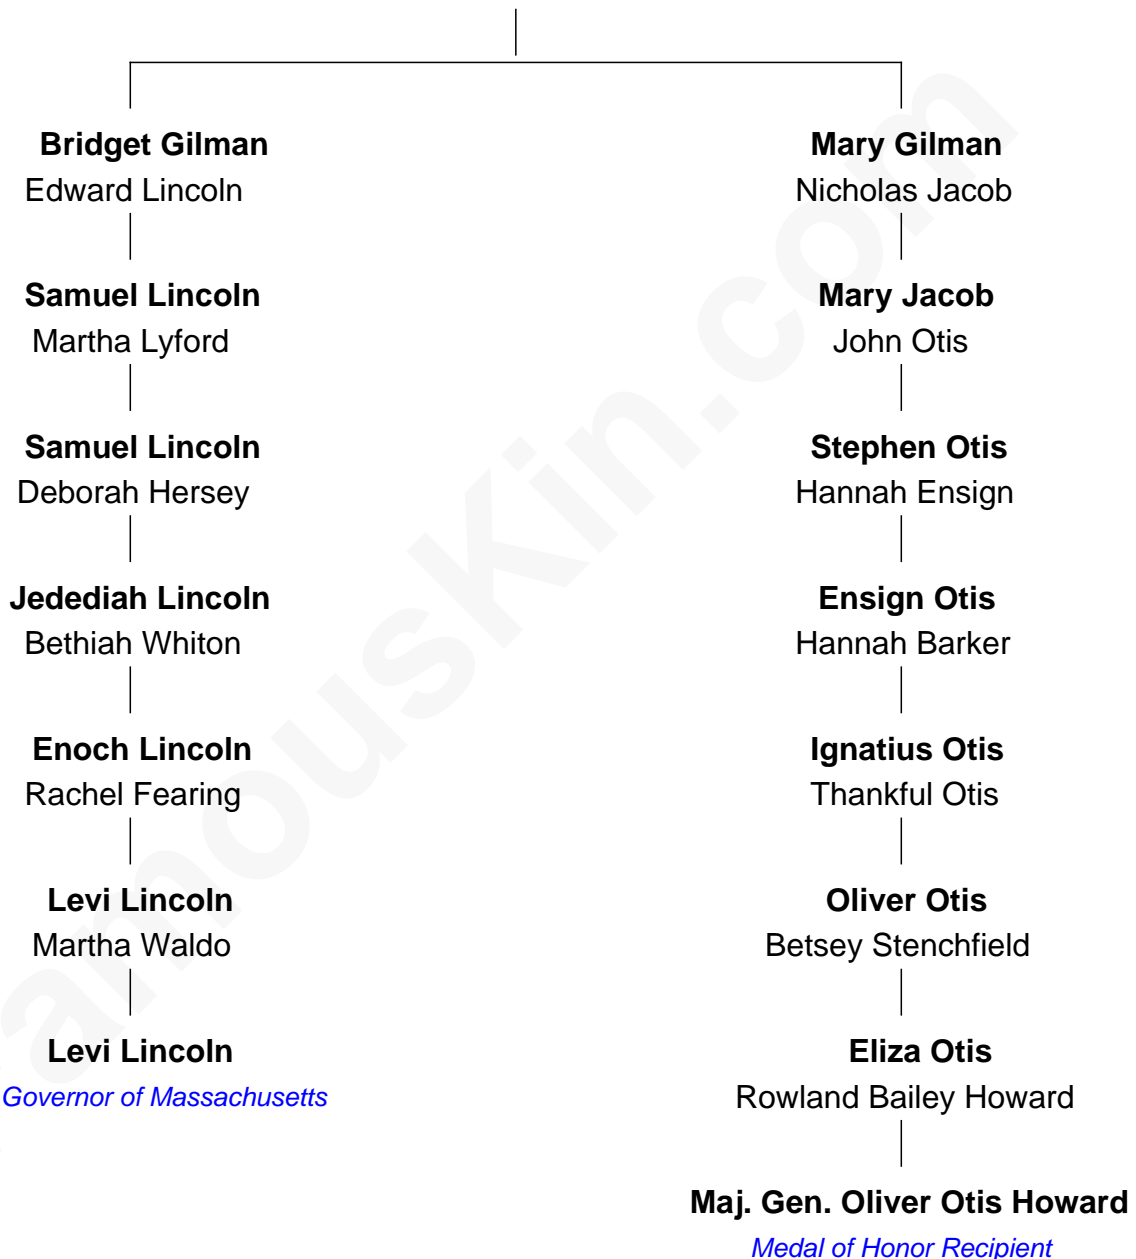 Bridget Gilman
Edward Lincoln
Samuel Lincoln
Martha Lyford
Samuel Lincoln
Deborah Hersey
Jedediah Lincoln
Bethiah Whiton
Enoch Lincoln
Rachel Fearing
Levi Lincoln
Martha Waldo
Levi Lincoln
Governor of Massachusetts
Mary Gilman
Nicholas Jacob
Mary Jacob
John Otis
Stephen Otis
Hannah Ensign
Ensign Otis
Hannah Barker
Ignatius Otis
Thankful Otis
Oliver Otis
Betsey Stenchfield
Eliza Otis
Rowland Bailey Howard
Maj. Gen. Oliver Otis Howard
Medal of Honor Recipient
amousKin.com